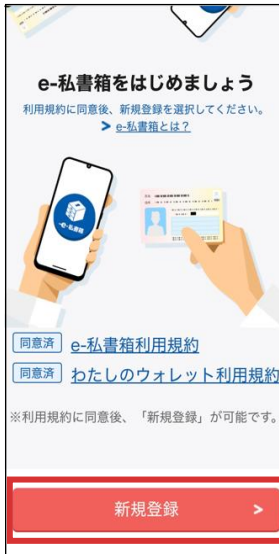 e-私書箱をはじめましょう
利用規約に同意後、新規登録を選択してください。
> e-私書箱とは？
e-私書箱
同意済 e-私書箱利用規約
同意済 わたしのウォレット利用規約
※利用規約に同意後、「新規登録」が可能です。
新規登録 >